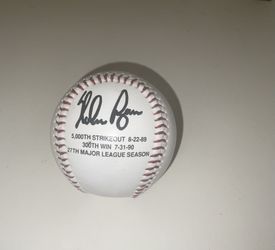 Nolan Ryan
5,000TH STRIKEOUT 8-22-89
300TH WIN 7-31-90
27TH MAJOR LEAGUE SEASON